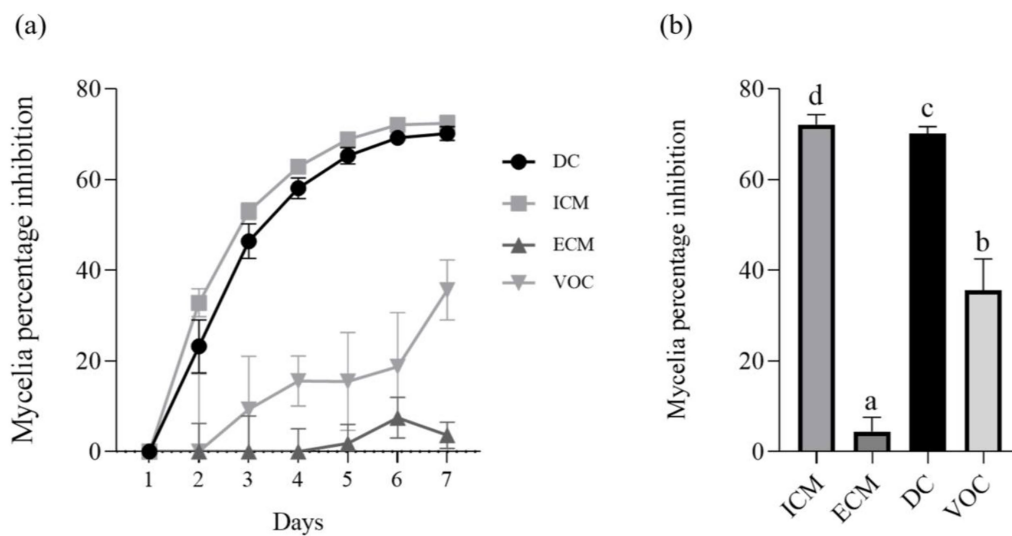 (a)
Mycelia percentage inhibition
80
60
40
20
0
1 2 3 4 5 6 7
Days
DC
ICM
ECM
VOC
(b)
Mycelia percentage inhibition
80
60
40
20
0
d
a
c
b
ICM
ECM
DC
VOC